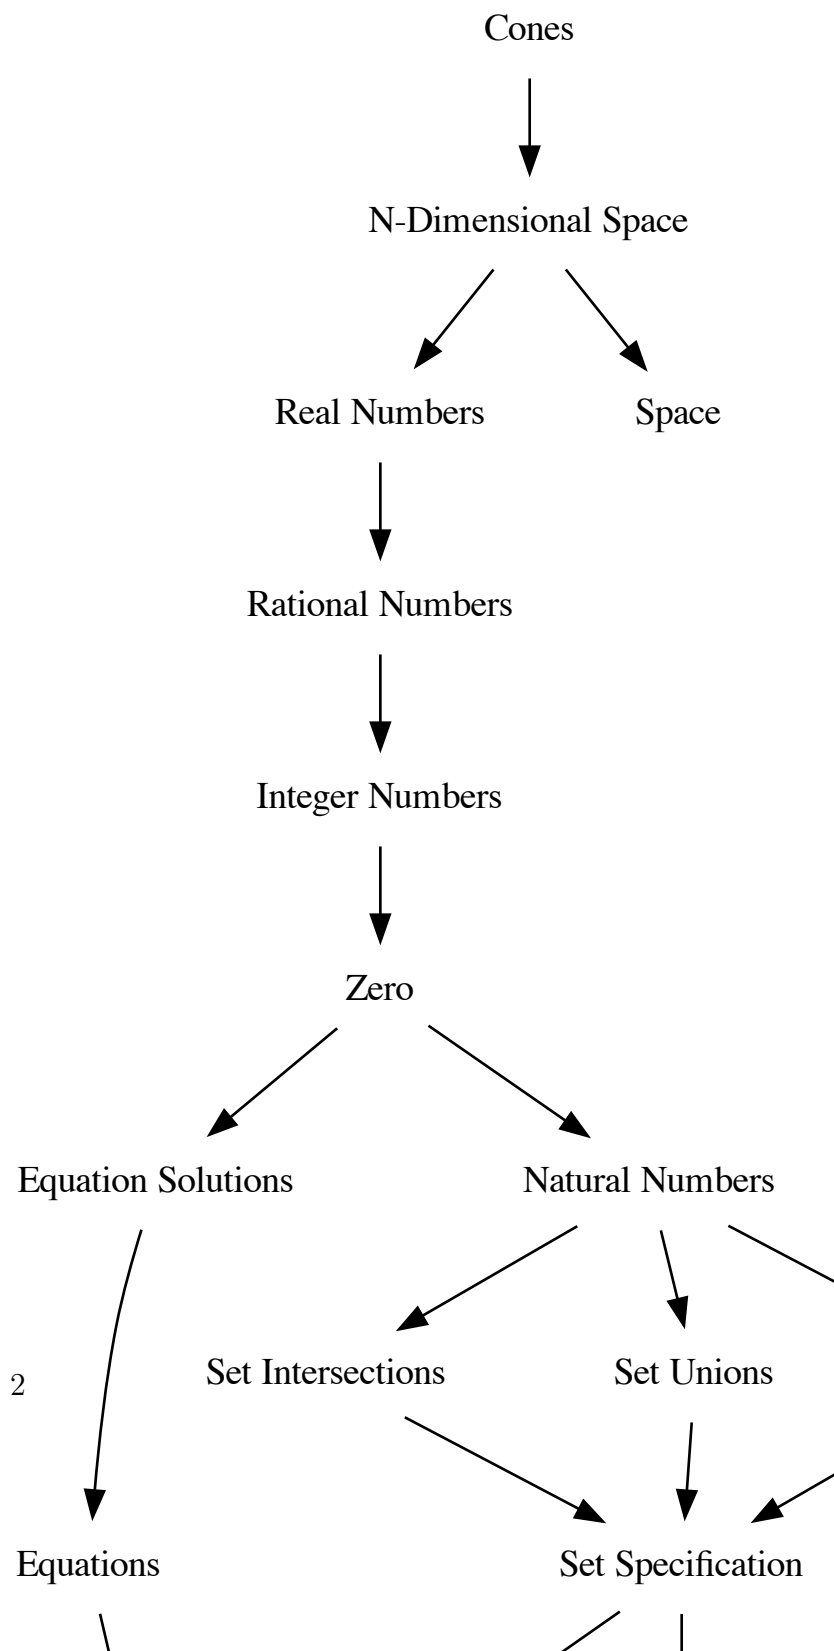 Cones
N-Dimensional Space
Real Numbers
Space
Rational Numbers
Integer Numbers
Zero
Equation Solutions
Natural Numbers
Set Intersections
Set Unions
2
Equations
Set Specification